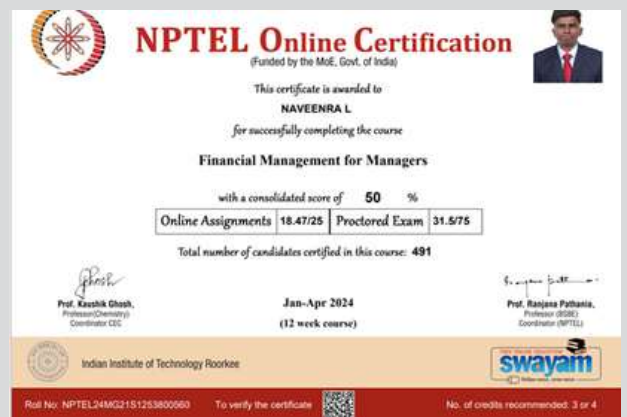 NPTEL Online Certification
(Funded by the MoE, Govt. of India)
This certificate is awarded to
NAVEENRA L
for successfully completing the course
Financial Management for Managers
with a consolidated score of 50 %
Online Assignments 18.47/25 Proctored Exam 31.5/75
Total number of candidates certified in this course: 491
Prof. Kaushik Ghosh,
Professor(Chemistry)
Coordinator CEC
Jan-Apr 2024
(12 week course)
Prof. Ranjana Pathania,
Professor (BSBE)
Coordinator (NPTEL)
Indian Institute of Technology Roorkee
swayam
Roll No: NPTEL24MG21S1253800560 To verify the certificate No. of credits recommended: 3 or 4